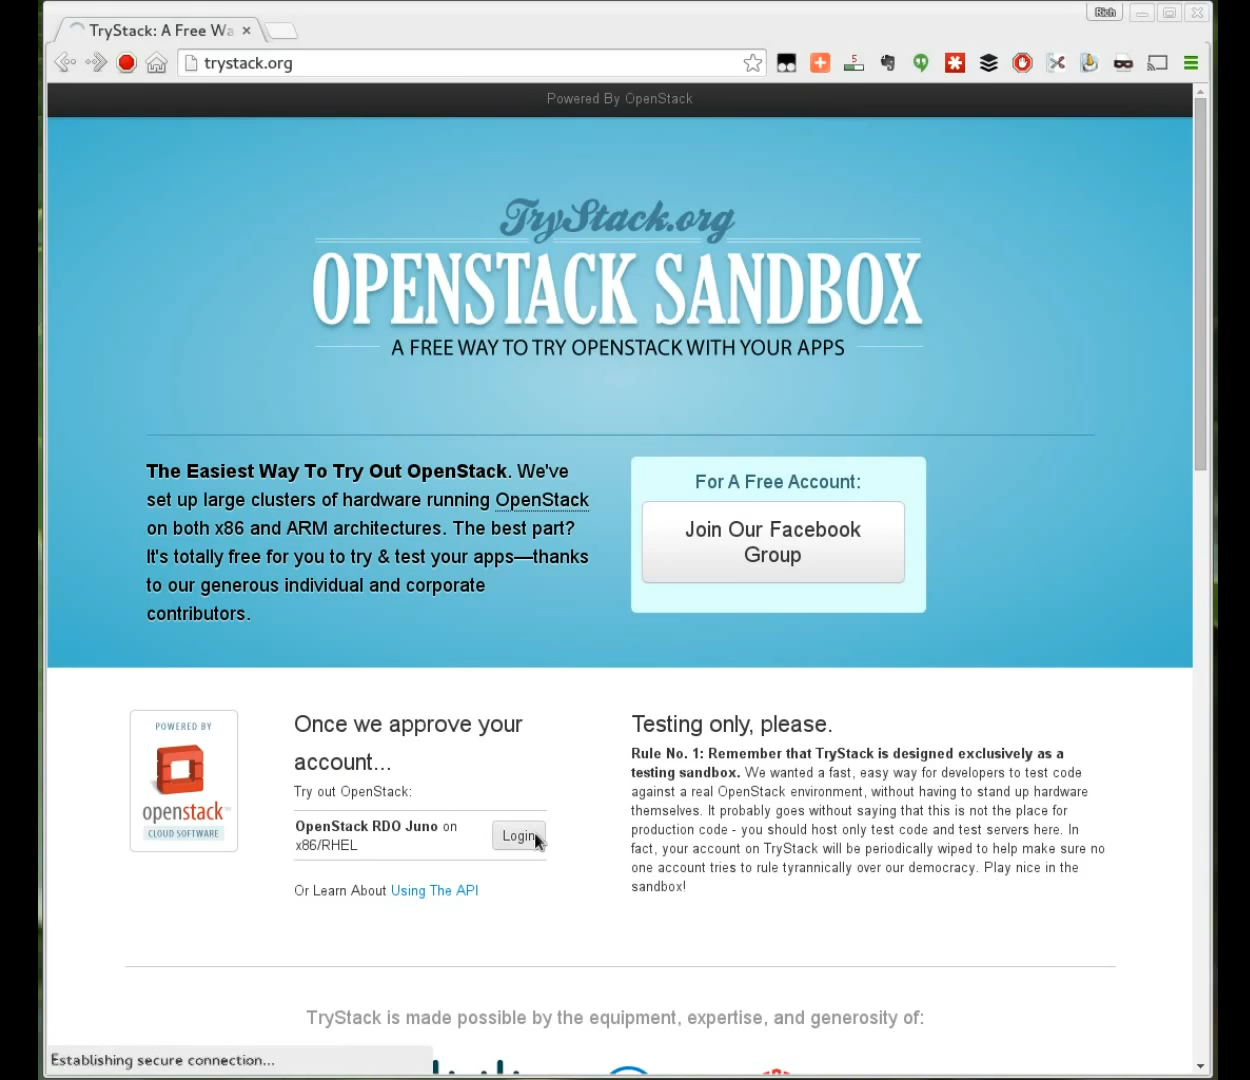 Rich
TryStack: A Free Wa
trystack.org
5
Powered By OpenStack
TryStack.org
OPENSTACK SANDBOX
A FREE WAY TO TRY OPENSTACK WITH YOUR APPS
The Easiest Way To Try Out OpenStack. We've
set up large clusters of hardware running OpenStack
on both x86 and ARM architectures. The best part?
It's totally free for you to try & test your apps—thanks
to our generous individual and corporate
contributors.
For A Free Account:
Join Our Facebook
Group
POWERED BY
openstack™
CLOUD SOFTWARE
Once we approve your
account...
Try out OpenStack:
OpenStack RDO Juno on
x86/RHEL
Login
Or Learn About Using The API
Testing only, please.
Rule No. 1: Remember that TryStack is designed exclusively as a
testing sandbox. We wanted a fast, easy way for developers to test code
against a real OpenStack environment, without having to stand up hardware
themselves. It probably goes without saying that this is not the place for
production code - you should host only test code and test servers here. In
fact, your account on TryStack will be periodically wiped to help make sure no
one account tries to rule tyrannically over our democracy. Play nice in the
sandbox!
TryStack is made possible by the equipment, expertise, and generosity of:
Establishing secure connection...